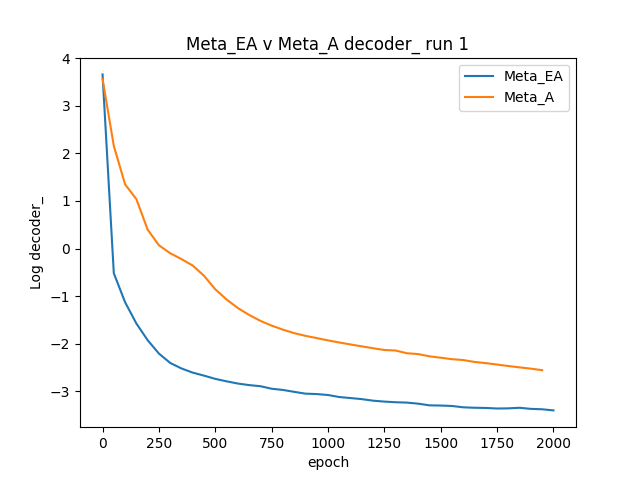 Meta_EA v Meta_A decoder_ run 1
Meta_EA
Meta_A
Log decoder_
4
3
2
1
0
−1
−2
−3
0 250 500 750 1000 1250 1500 1750 2000
epoch